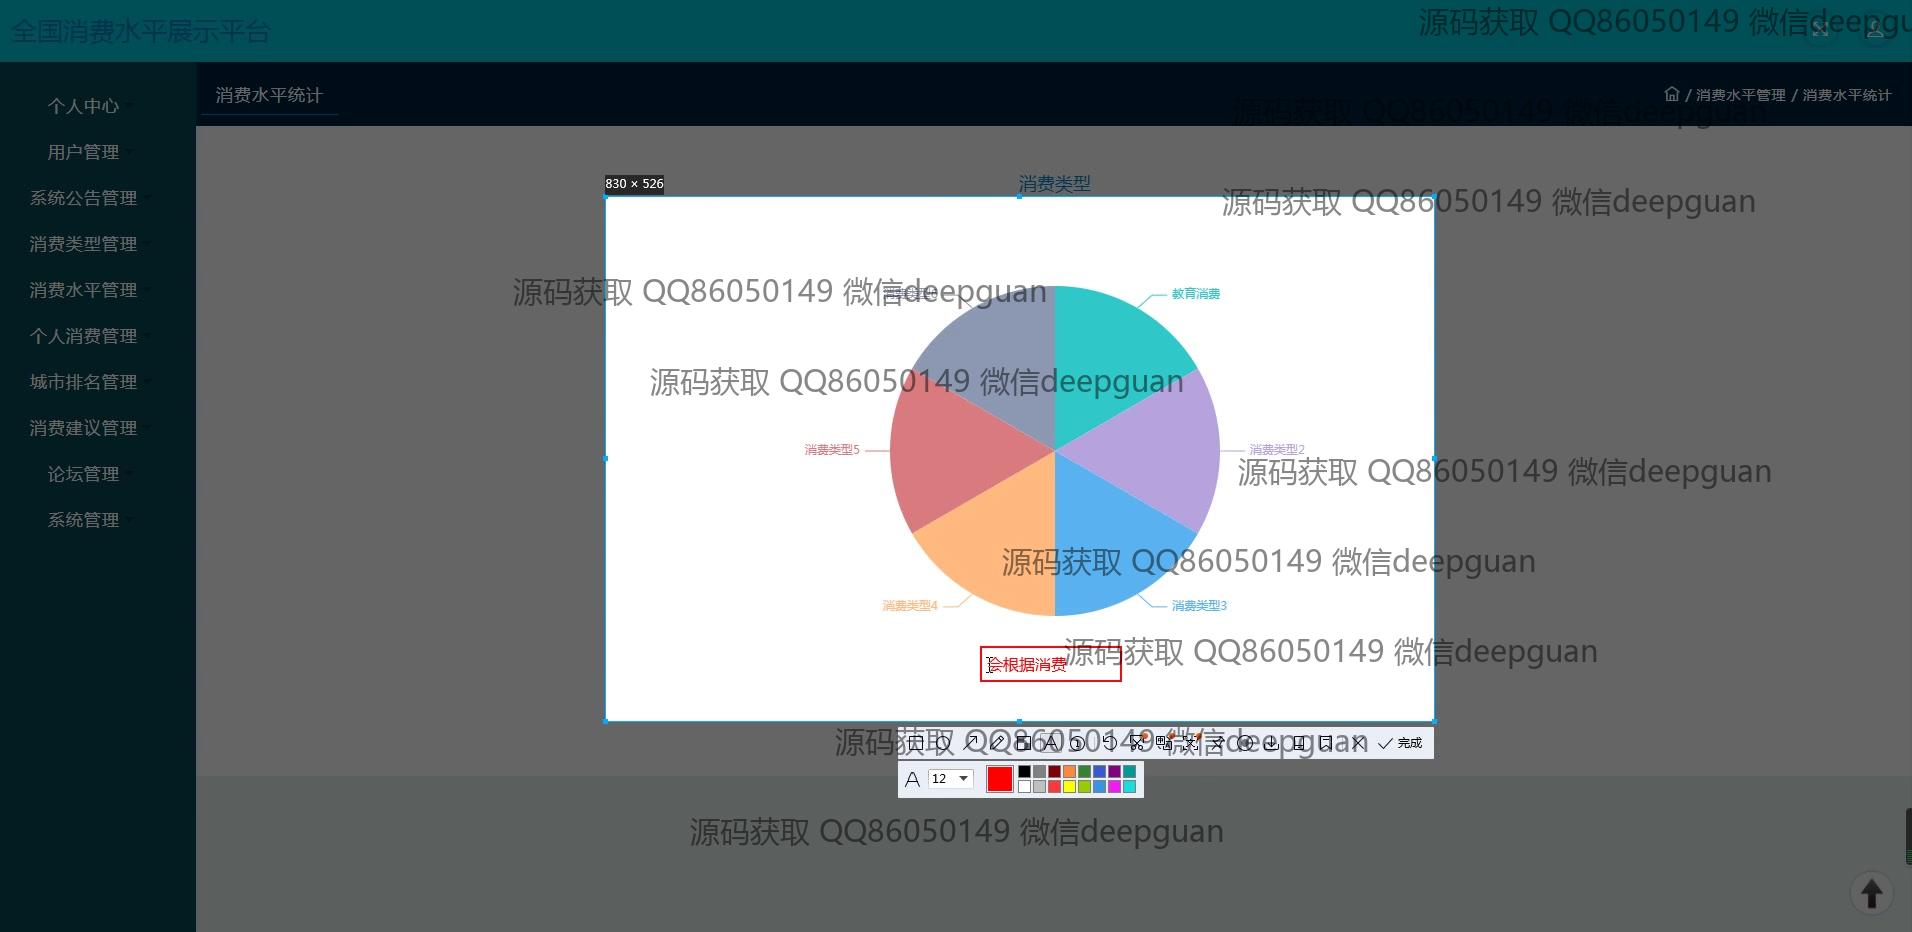 全国消费水平展示平台
源码获取 QQ86050149 微信deepgu
个人中心
用户管理
系统公告管理
消费类型管理
消费水平管理
个人消费管理
城市排名管理
消费建议管理
论坛管理
系统管理
消费水平统计
/ 消费水平管理 / 消费水平统计
源码获取 QQ86050149 微信deepguan
830 × 526
消费类型
源码获取 QQ86050149 微信deepguan
源码获取 QQ86050149 微信deepguan
消费类型6
教育消费
源码获取 QQ86050149 微信deepguan
消费类型5
消费类型2
源码获取 QQ86050149 微信deepguan
源码获取 QQ86050149 微信deepguan
消费类型4
消费类型3
源码获取 QQ86050149 微信deepguan
会根据消费
源码获取 QQ86050149 微信deepguan
完成
A 12
源码获取 QQ86050149 微信deepguan